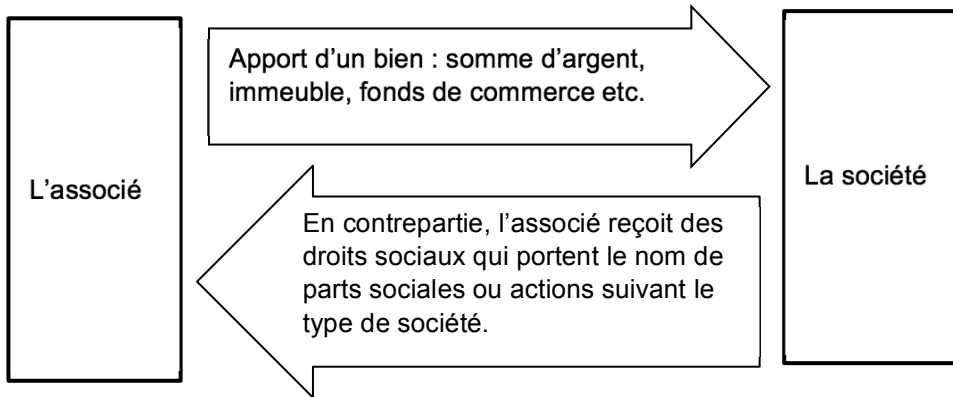 L'associé
Apport d'un bien : somme d'argent,
immeuble, fonds de commerce etc.
La société
En contrepartie, l'associé reçoit des
droits sociaux qui portent le nom de
parts sociales ou actions suivant le
type de société.